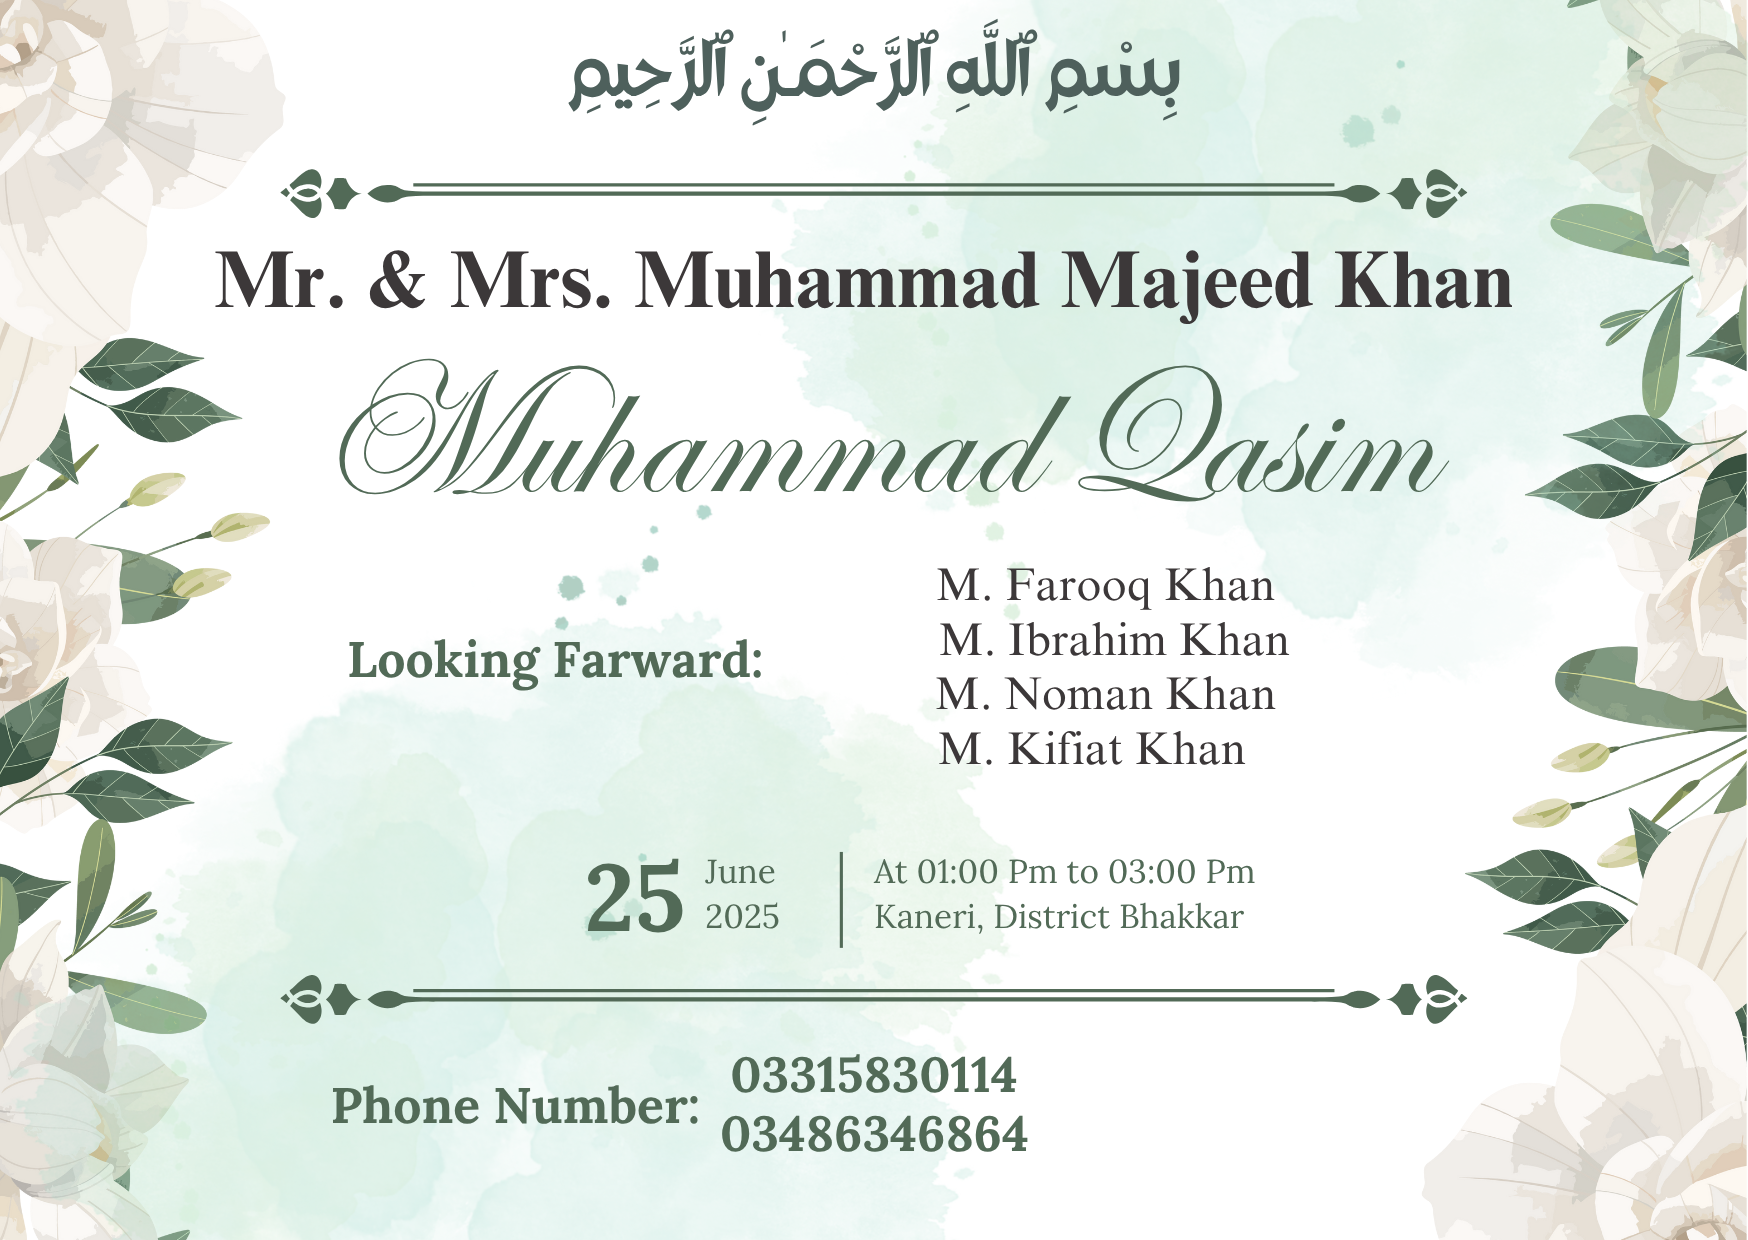 بِسْمِ ٱللَّهِ ٱلرَّحْمَـٰنِ ٱلرَّحِيمِ
Mr. & Mrs. Muhammad Majeed Khan
Muhammad Qasim
Looking Farward:
M. Farooq Khan
M. Ibrahim Khan
M. Noman Khan
M. Kifiat Khan
25
June
2025
At 01:00 Pm to 03:00 Pm
Kaneri, District Bhakkar
Phone Number:
03315830114
03486346864